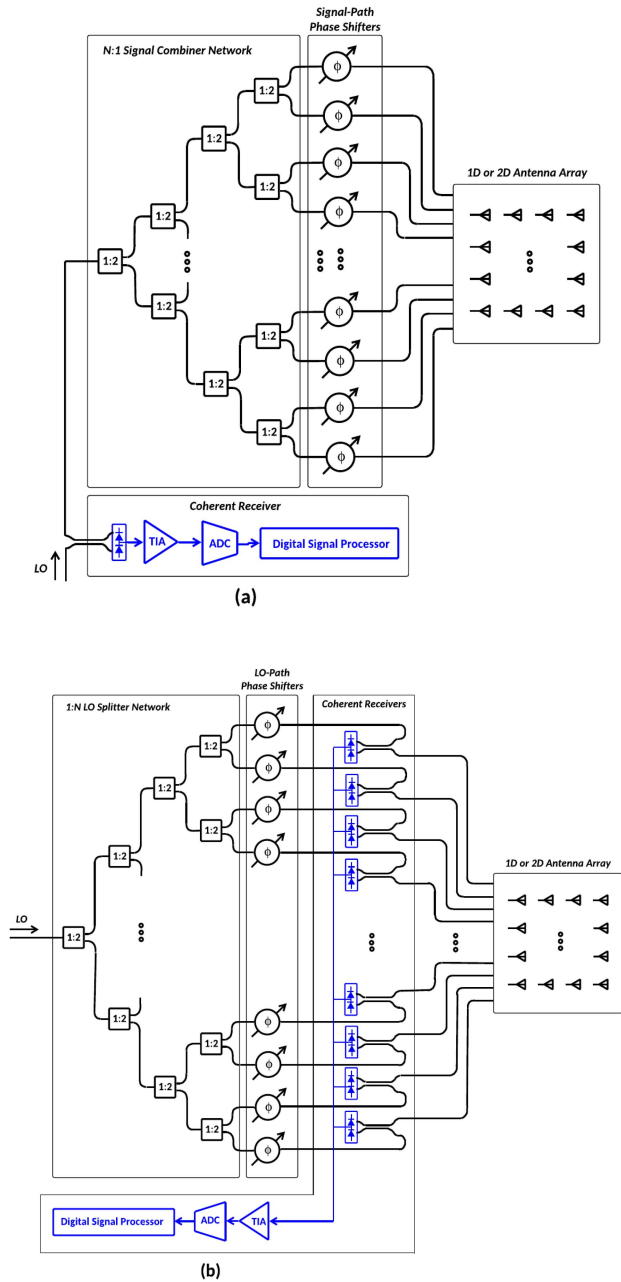 Signal-Path
Phase Shifters
N:1 Signal Combiner Network
ϕ
1:2
ϕ
1:2
ϕ
1D or 2D Antenna Array
1:2
ϕ
1:2
1:2
1:2
ϕ
1:2
1:2
ϕ
1:2
ϕ
1:2
ϕ
Coherent Receiver
TIA
ADC
Digital Signal Processor
LO
(a)
LO-Path
Phase Shifters
1:N LO Splitter Network
Coherent Receivers
ϕ
1:2
ϕ
1:2
ϕ
1:2
ϕ
1:2
1D or 2D Antenna Array
LO
1:2
1:2
ϕ
1:2
ϕ
1:2
ϕ
1:2
ϕ
Digital Signal Processor
ADC
TIA
(b)